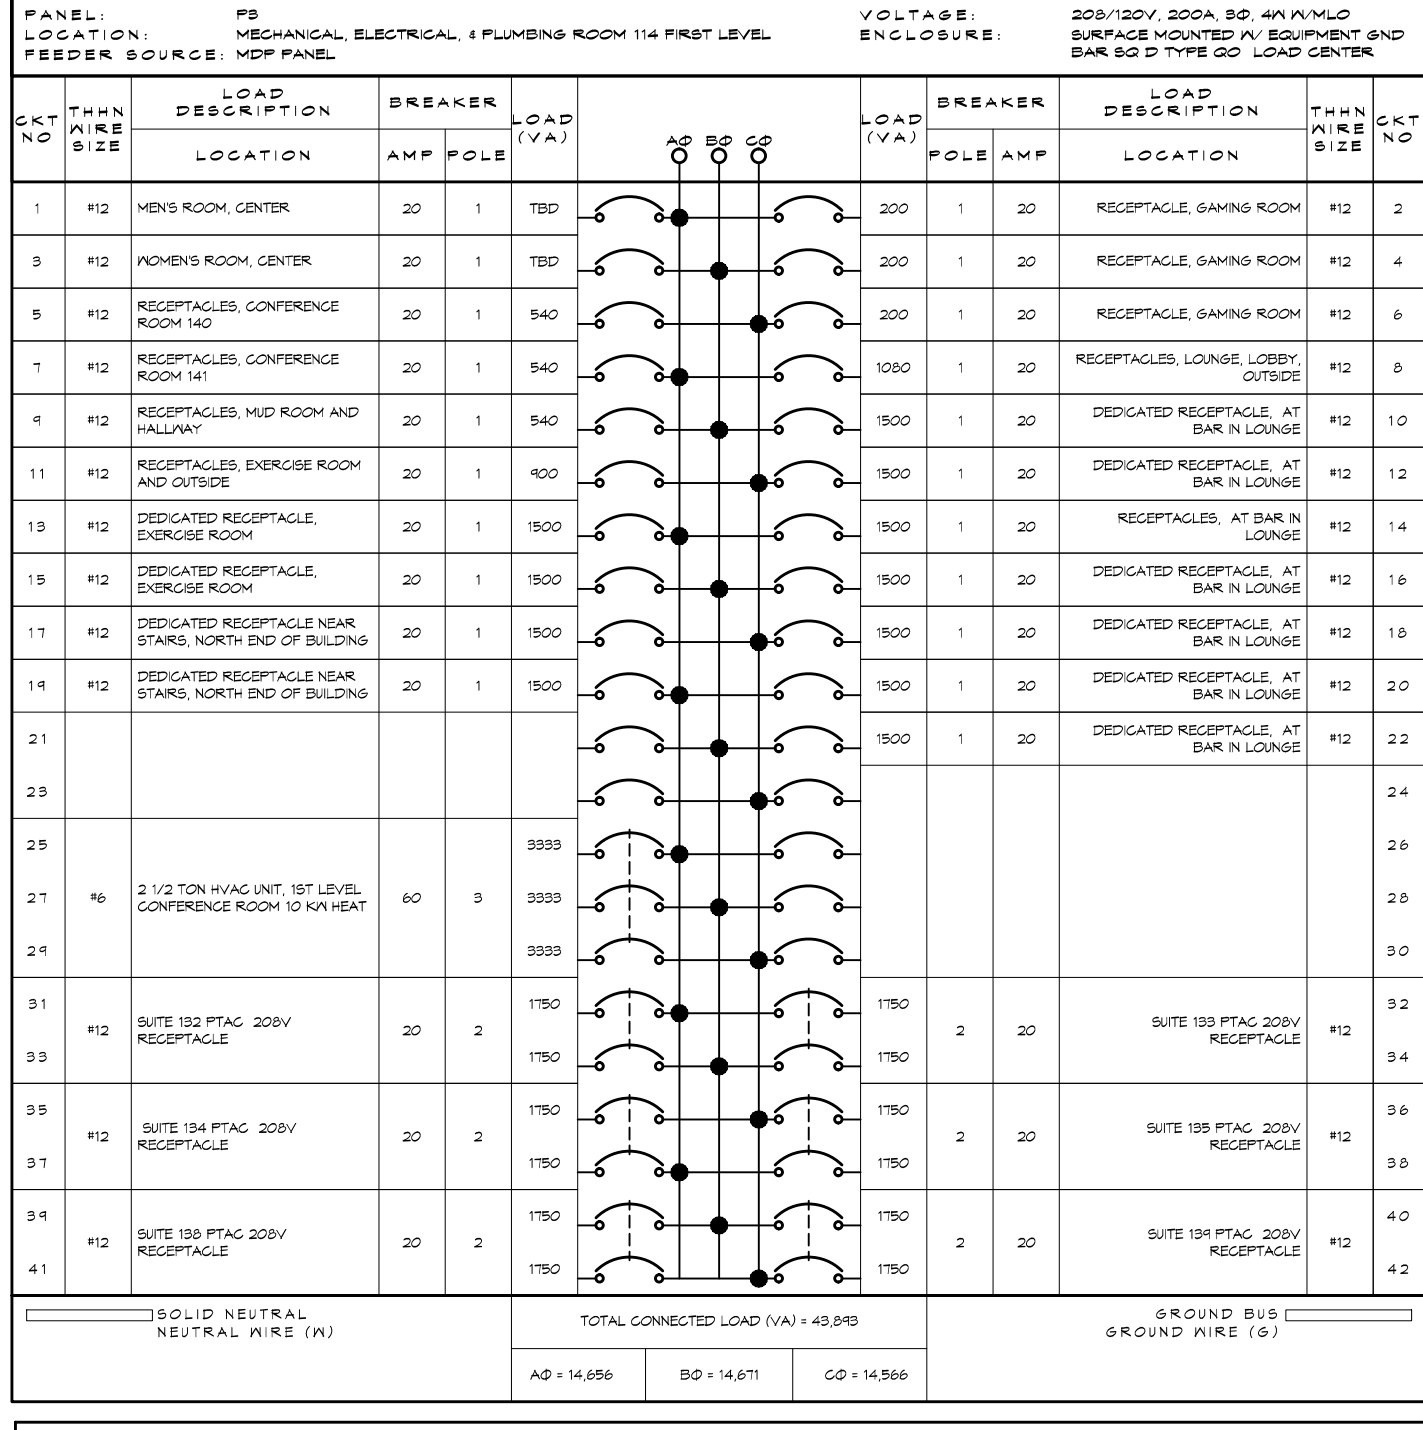 PANEL: P3 VOLTAGE: 208/120V, 200A, 3Φ, 4W W/MLO
LOCATION: MECHANICAL, ELECTRICAL, & PLUMBING ROOM 114 FIRST LEVEL ENCLOSURE: SURFACE MOUNTED W/ EQUIPMENT GND
FEEDER SOURCE: MDP PANEL BAR SQ D TYPE QO LOAD CENTER
CKT NO THHN WIRE SIZE LOAD DESCRIPTION BREAKER LOAD (VA) AΦ BΦ CΦ LOAD (VA) BREAKER LOAD DESCRIPTION THHN WIRE SIZE CKT NO
LOCATION AMP POLE POLE AMP LOCATION
1 #12 MEN'S ROOM, CENTER 20 1 TBD 200 1 20 RECEPTACLE, GAMING ROOM #12 2
3 #12 WOMEN'S ROOM, CENTER 20 1 TBD 200 1 20 RECEPTACLE, GAMING ROOM #12 4
5 #12 RECEPTACLES, CONFERENCE ROOM 140 20 1 540 200 1 20 RECEPTACLE, GAMING ROOM #12 6
7 #12 RECEPTACLES, CONFERENCE ROOM 141 20 1 540 1080 1 20 RECEPTACLES, LOUNGE, LOBBY, OUTSIDE #12 8
9 #12 RECEPTACLES, MUD ROOM AND HALLWAY 20 1 540 1500 1 20 DEDICATED RECEPTACLE, AT BAR IN LOUNGE #12 10
11 #12 RECEPTACLES, EXERCISE ROOM AND OUTSIDE 20 1 900 1500 1 20 DEDICATED RECEPTACLE, AT BAR IN LOUNGE #12 12
13 #12 DEDICATED RECEPTACLE, EXERCISE ROOM 20 1 1500 1500 1 20 RECEPTACLES, AT BAR IN LOUNGE #12 14
15 #12 DEDICATED RECEPTACLE, EXERCISE ROOM 20 1 1500 1500 1 20 DEDICATED RECEPTACLE, AT BAR IN LOUNGE #12 16
17 #12 DEDICATED RECEPTACLE NEAR STAIRS, NORTH END OF BUILDING 20 1 1500 1500 1 20 DEDICATED RECEPTACLE, AT BAR IN LOUNGE #12 18
19 #12 DEDICATED RECEPTACLE NEAR STAIRS, NORTH END OF BUILDING 20 1 1500 1500 1 20 DEDICATED RECEPTACLE, AT BAR IN LOUNGE #12 20
21 1500 1 20 DEDICATED RECEPTACLE, AT BAR IN LOUNGE #12 22
23 24
25 3333 26
27 #6 2 1/2 TON HVAC UNIT, 1ST LEVEL CONFERENCE ROOM 10 KW HEAT 60 3 3333 28
29 3333 30
31 1750 1750 32
#12 SUITE 132 PTAC 208V RECEPTACLE 20 2 2 20 SUITE 133 PTAC 208V RECEPTACLE #12
33 1750 1750 34
35 1750 1750 36
#12 SUITE 134 PTAC 208V RECEPTACLE 20 2 2 20 SUITE 135 PTAC 208V RECEPTACLE #12
37 1750 1750 38
39 1750 1750 40
#12 SUITE 138 PTAC 208V RECEPTACLE 20 2 2 20 SUITE 139 PTAC 208V RECEPTACLE #12
41 1750 1750 42
SOLID NEUTRAL TOTAL CONNECTED LOAD (VA) = 43,893 GROUND BUS
NEUTRAL WIRE (W) GROUND WIRE (G)
AΦ = 14,656 BΦ = 14,671 CΦ = 14,566